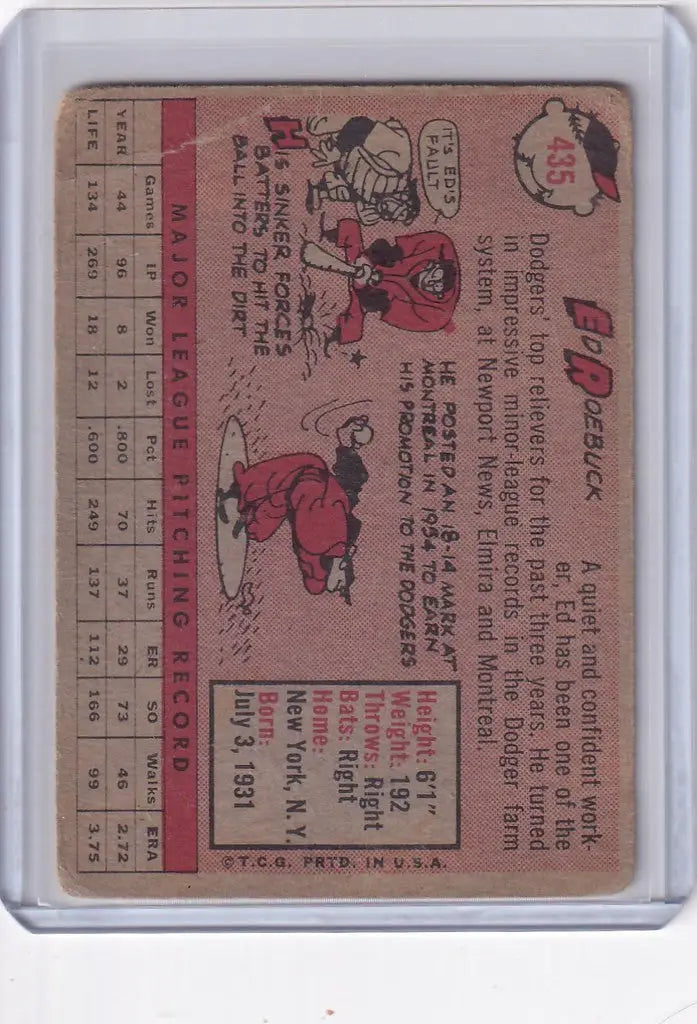 435
ED ROEBUCK
A quiet and confident work-
er, Ed has been one of the
Dodgers' top relievers for the past three years. He turned
in impressive minor-league records in the Dodger farm
system, at Newport News, Elmira and Montreal.
IT'S ED'S
FAULT
HIS SINKER FORCES
BATTERS TO HIT THE
BALL INTO THE DIRT
HE POSTED AN 18-14 MARK AT
MONTREAL IN 1954 TO EARN
HIS PROMOTION TO THE DODGERS
Height: 6'1"
Weight: 192
Throws: Right
Bats: Right
Home:
New York, N. Y.
Born:
July 3, 1931
©T.C.G. PRTD. IN U.S.A.
MAJOR LEAGUE PITCHING RECORD
Games IP Won Lost Pct Hits Runs ER SO Walks ERA
YEAR 44 96 8 2 .800 70 37 29 73 46 2.72
LIFE 134 269 18 12 .600 249 137 112 166 99 3.75